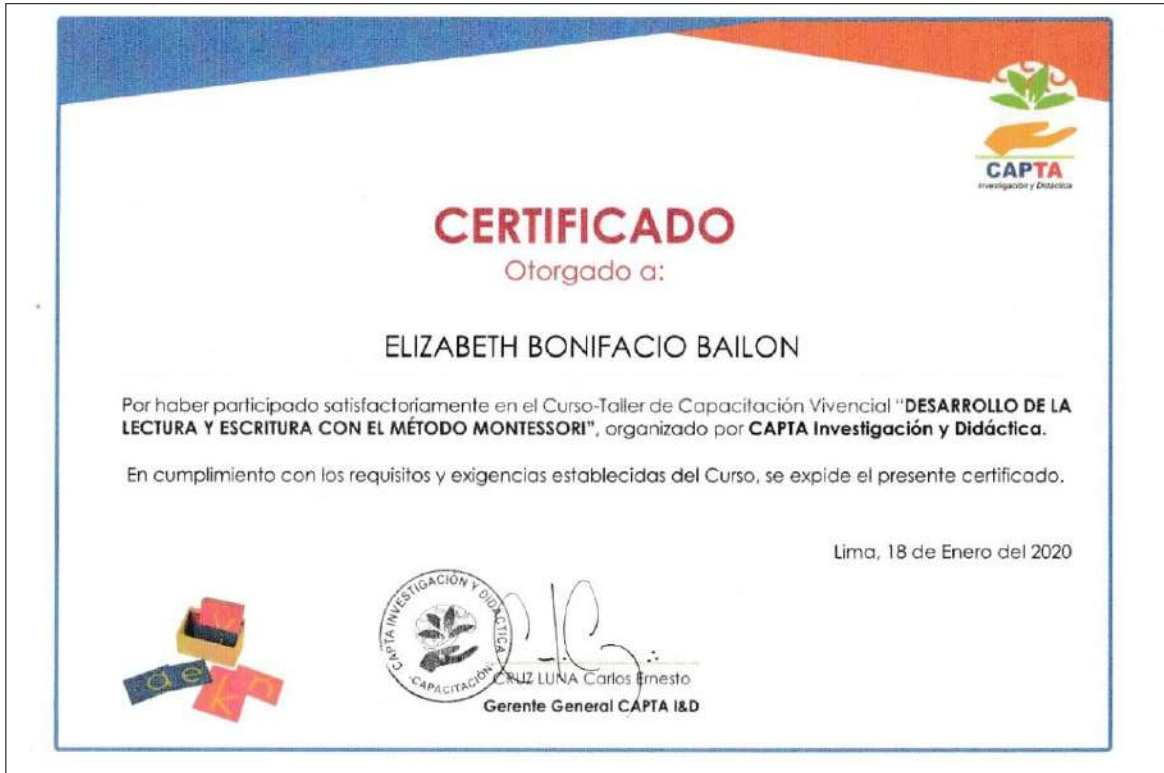 CAPTA
Investigación y Didáctica
CERTIFICADO
Otorgado a:
ELIZABETH BONIFACIO BAILON
Por haber participado satisfactoriamente en el Curso-Taller de Capacitación Vivencial "DESARROLLO DE LA
LECTURA Y ESCRITURA CON EL MÉTODO MONTESSORI", organizado por CAPTA Investigación y Didáctica.
En cumplimiento con los requisitos y exigencias establecidas del Curso, se expide el presente certificado.
Lima, 18 de Enero del 2020
CAPTA INVESTIGACIÓN Y DIDÁCTICA
·CAPACITACIÓN·
CRUZ LUNA Carlos Ernesto
Gerente General CAPTA I&D
v
d e k n